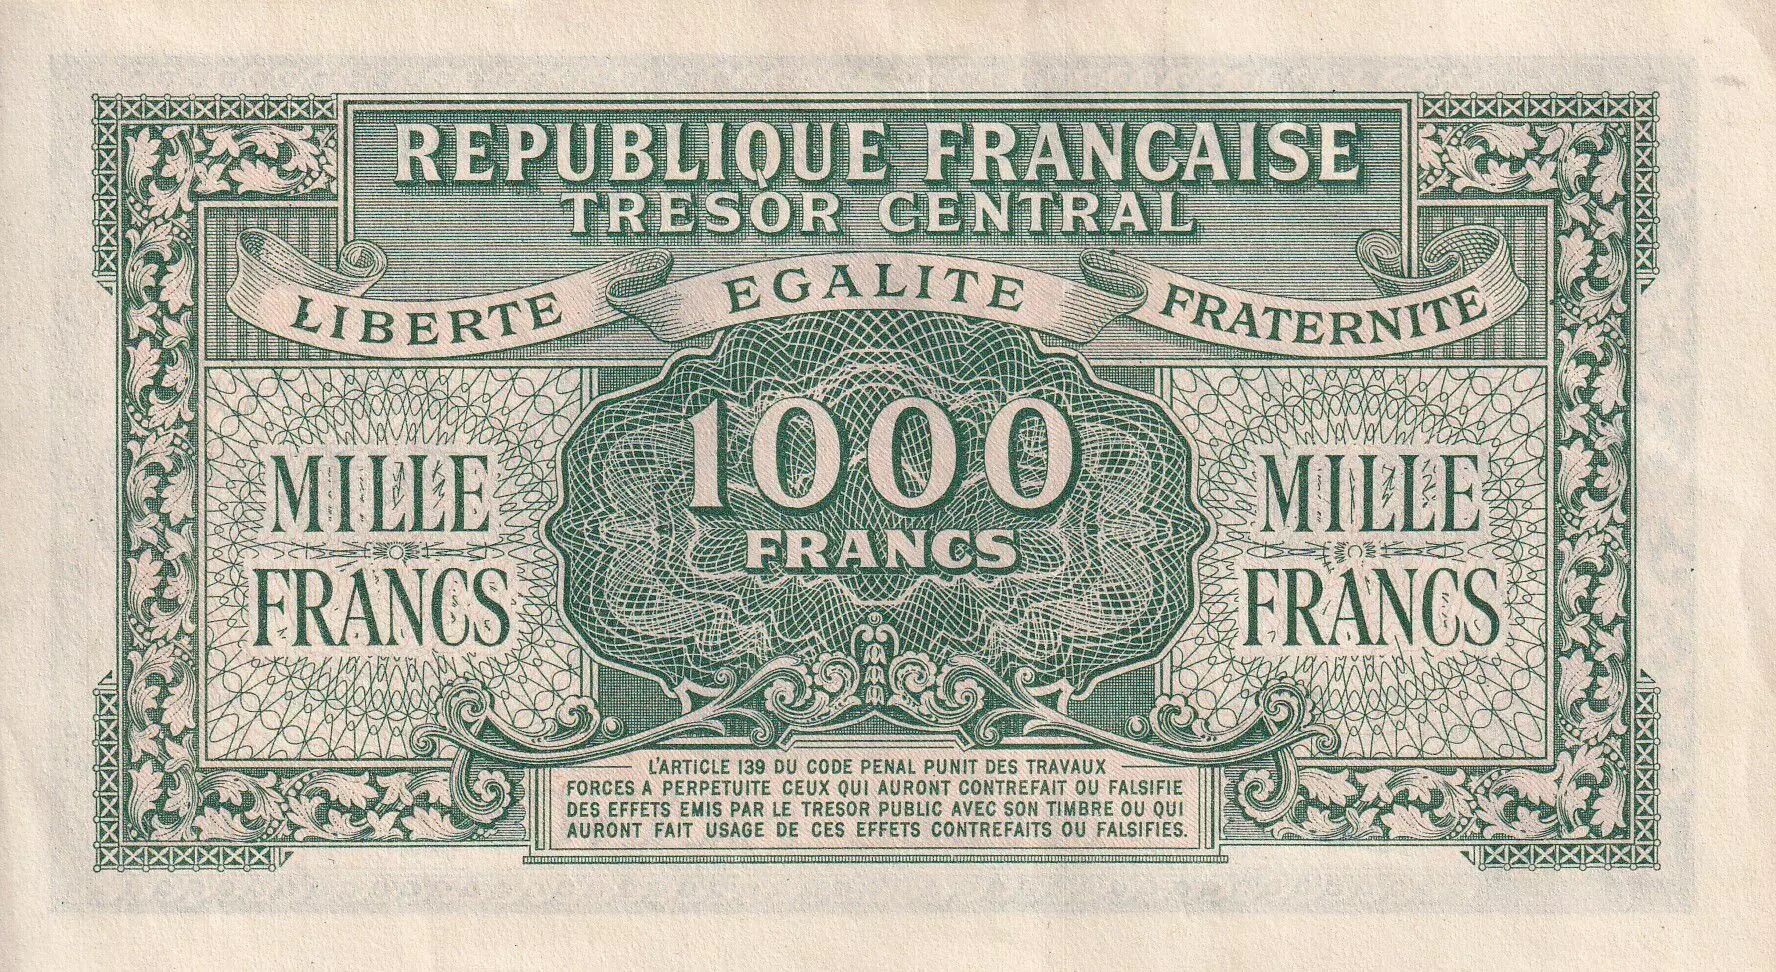 REPUBLIQUE FRANCAISE
TRESOR CENTRAL
LIBERTE EGALITE FRATERNITE
MILLE
FRANCS
1000
FRANCS
MILLE
FRANCS
L'ARTICLE 139 DU CODE PENAL PUNIT DES TRAVAUX
FORCES A PERPETUITE CEUX QUI AURONT CONTREFAIT OU FALSIFIE
DES EFFETS EMIS PAR LE TRESOR PUBLIC AVEC SON TIMBRE OU QUI
AURONT FAIT USAGE DE CES EFFETS CONTREFAITS OU FALSIFIES.